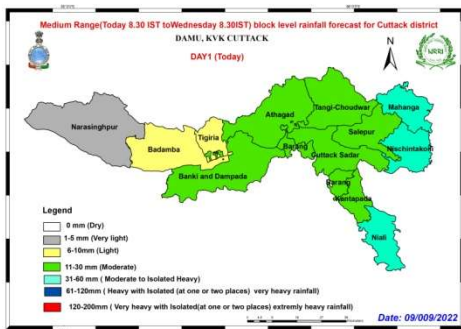 Medium Range(Today 8.30 IST toWednesday 8.30IST) block level rainfall forecast for Cuttack district
DAMU, KVK CUTTACK
DAY1 (Today)
N
NRRI
Narasinghpur
Badamba
Tigiria
Athagad
Tangi-Choudwar
Mahanga
Salepur
Nischintakoili
Barang
Cuttack Sadar
Banki and Dampada
Barang
Kantapada
Niali
Legend
0 mm (Dry)
1-5 mm (Very light)
6-10mm (Light)
11-30 mm (Moderate)
31-60 mm (Moderate to Isolated Heavy)
61-120mm ( Heavy with Isolated (at one or two places) very heavy rainfall)
120-200mm ( Very heavy with Isolated(at one or two places) extremly heavy rainfall)
Date: 09/009/2022